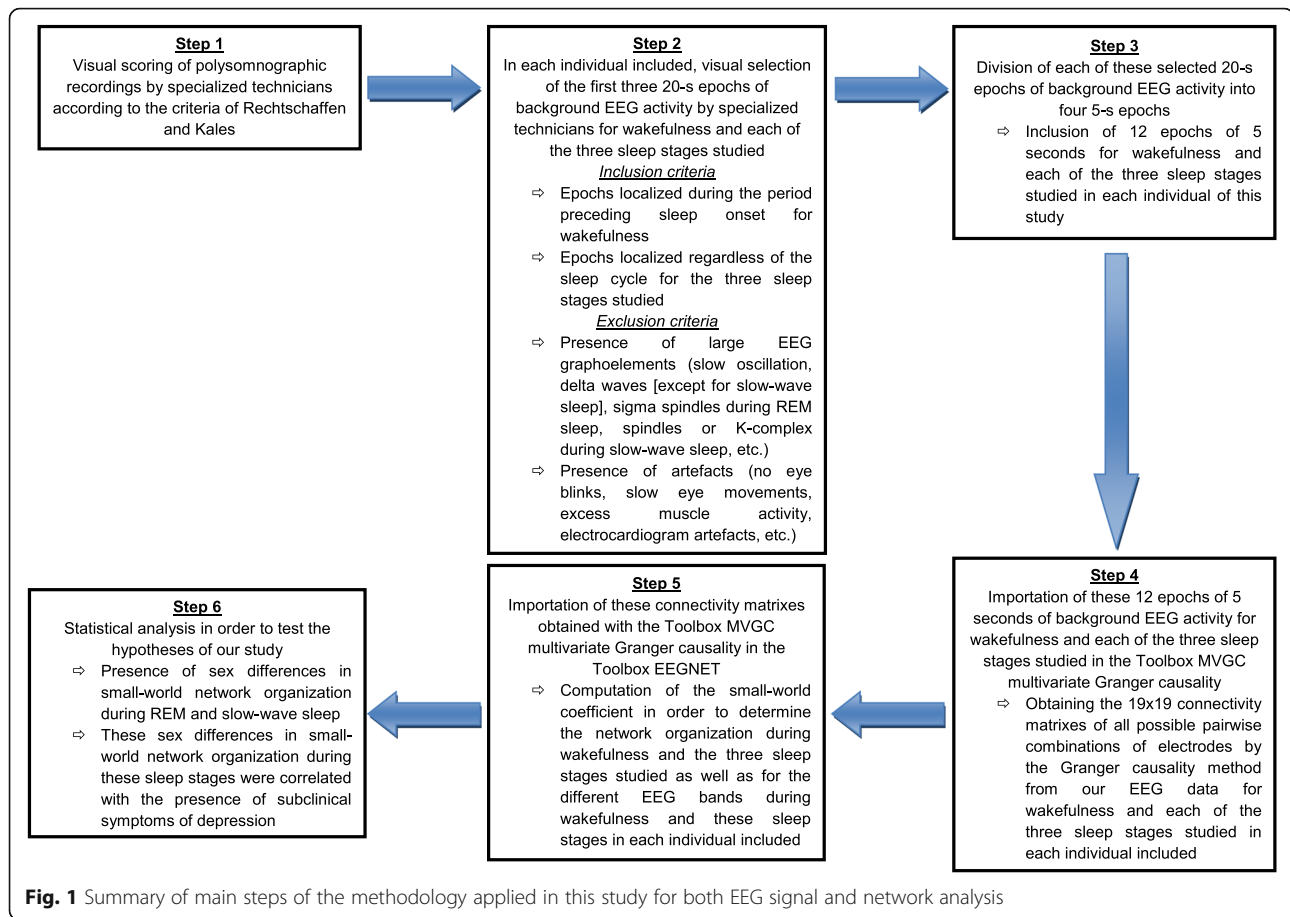 Step 1
Visual scoring of polysomnographic
recordings by specialized technicians
according to the criteria of Rechtschaffen
and Kales
Step 2
In each individual included, visual selection
of the first three 20-s epochs of
background EEG activity by specialized
technicians for wakefulness and each of
the three sleep stages studied
Inclusion criteria
⇨ Epochs localized during the period
preceding sleep onset for
wakefulness
⇨ Epochs localized regardless of the
sleep cycle for the three sleep
stages studied
Exclusion criteria
⇨ Presence of large EEG
graphoelements (slow oscillation,
delta waves [except for slow-wave
sleep], sigma spindles during REM
sleep, spindles or K-complex
during slow-wave sleep, etc.)
⇨ Presence of artefacts (no eye
blinks, slow eye movements,
excess muscle activity,
electrocardiogram artefacts, etc.)
Step 3
Division of each of these selected 20-s
epochs of background EEG activity into
four 5-s epochs
⇨ Inclusion of 12 epochs of 5
seconds for wakefulness and
each of the three sleep stages
studied in each individual of this
study
Step 4
Importation of these 12 epochs of 5
seconds of background EEG activity for
wakefulness and each of the three sleep
stages studied in the Toolbox MVGC
multivariate Granger causality
⇨ Obtaining the 19x19 connectivity
matrixes of all possible pairwise
combinations of electrodes by
the Granger causality method
from our EEG data for
wakefulness and each of the
three sleep stages studied in
each individual included
Step 5
Importation of these connectivity matrixes
obtained with the Toolbox MVGC
multivariate Granger causality in the
Toolbox EEGNET
⇨ Computation of the small-world
coefficient in order to determine
the network organization during
wakefulness and the three sleep
stages studied as well as for the
different EEG bands during
wakefulness and these sleep
stages in each individual included
Step 6
Statistical analysis in order to test the
hypotheses of our study
⇨ Presence of sex differences in
small-world network organization
during REM and slow-wave sleep
⇨ These sex differences in small-
world network organization during
these sleep stages were correlated
with the presence of subclinical
symptoms of depression
Fig. 1 Summary of main steps of the methodology applied in this study for both EEG signal and network analysis